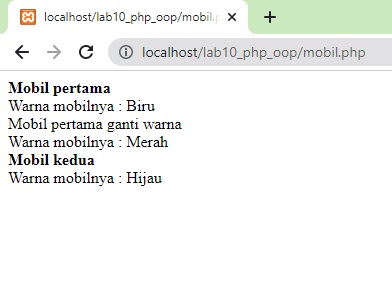 localhost/lab10_php_oop/mobil.p
localhost/lab10_php_oop/mobil.php
Mobil pertama
Warna mobilnya : Biru
Mobil pertama ganti warna
Warna mobilnya : Merah
Mobil kedua
Warna mobilnya : Hijau